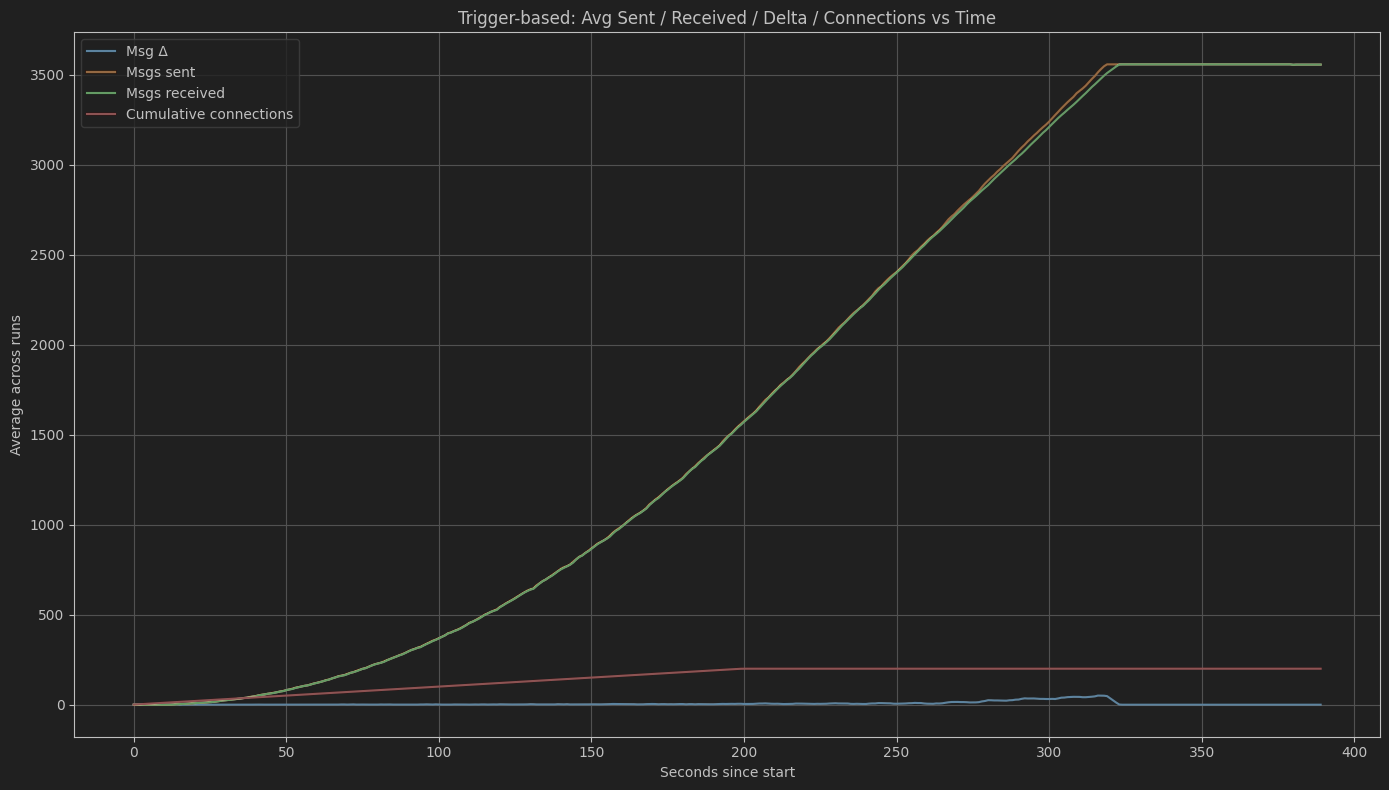 Trigger-based: Avg Sent / Received / Delta / Connections vs Time
Msg Δ
Msgs sent
Msgs received
Cumulative connections
Average across runs
3500
3000
2500
2000
1500
1000
500
0
0 50 100 150 200 250 300 350 400
Seconds since start